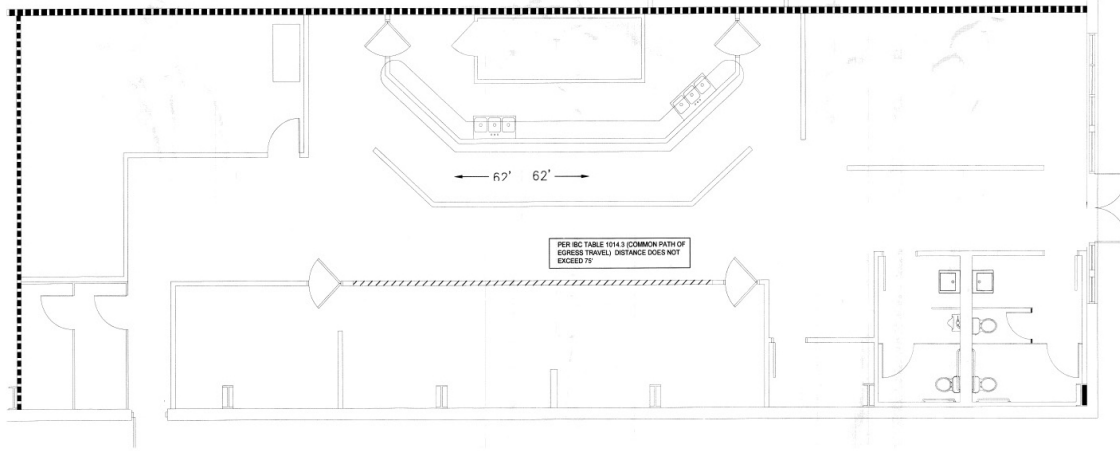 62' 62'
PER IBC TABLE 1014.3 (COMMON PATH OF
EGRESS TRAVEL) DISTANCE DOES NOT
EXCEED 75'